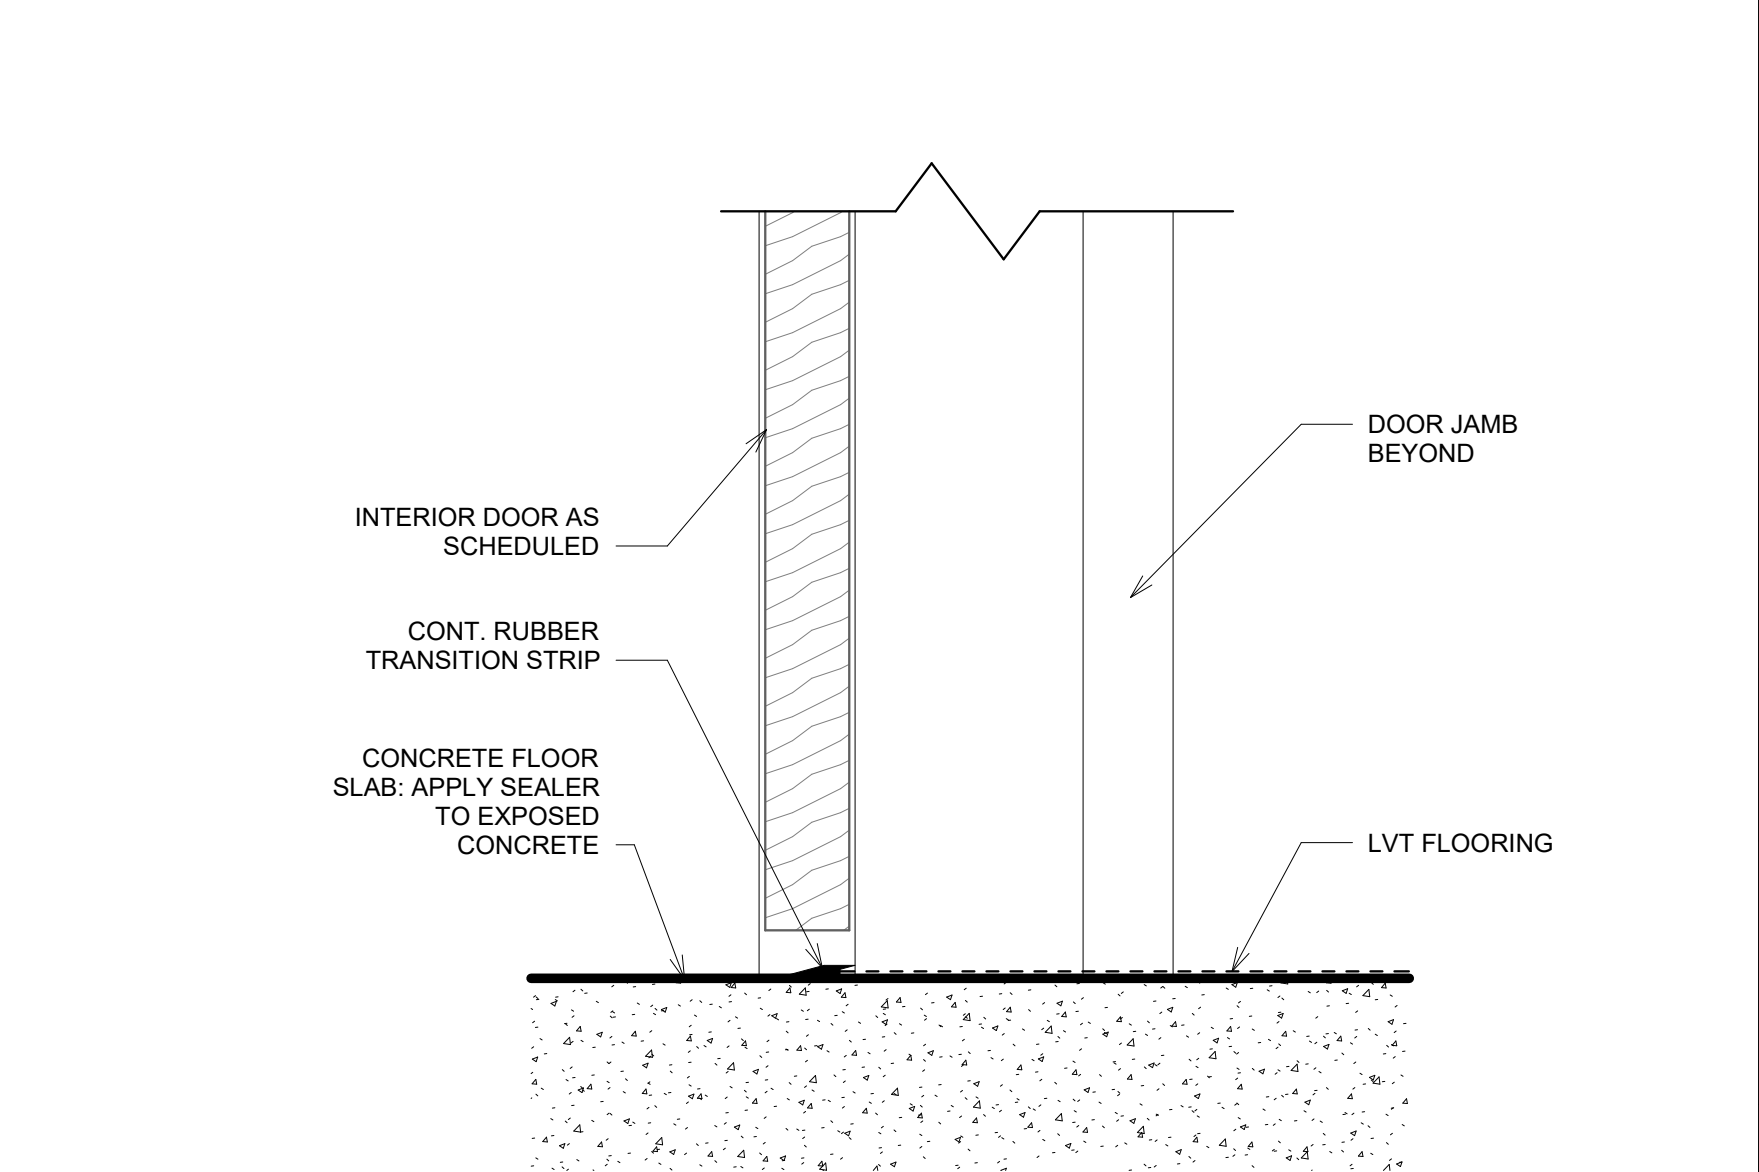 DOOR JAMB
BEYOND
INTERIOR DOOR AS
SCHEDULED
CONT. RUBBER
TRANSITION STRIP
CONCRETE FLOOR
SLAB: APPLY SEALER
TO EXPOSED
CONCRETE
LVT FLOORING